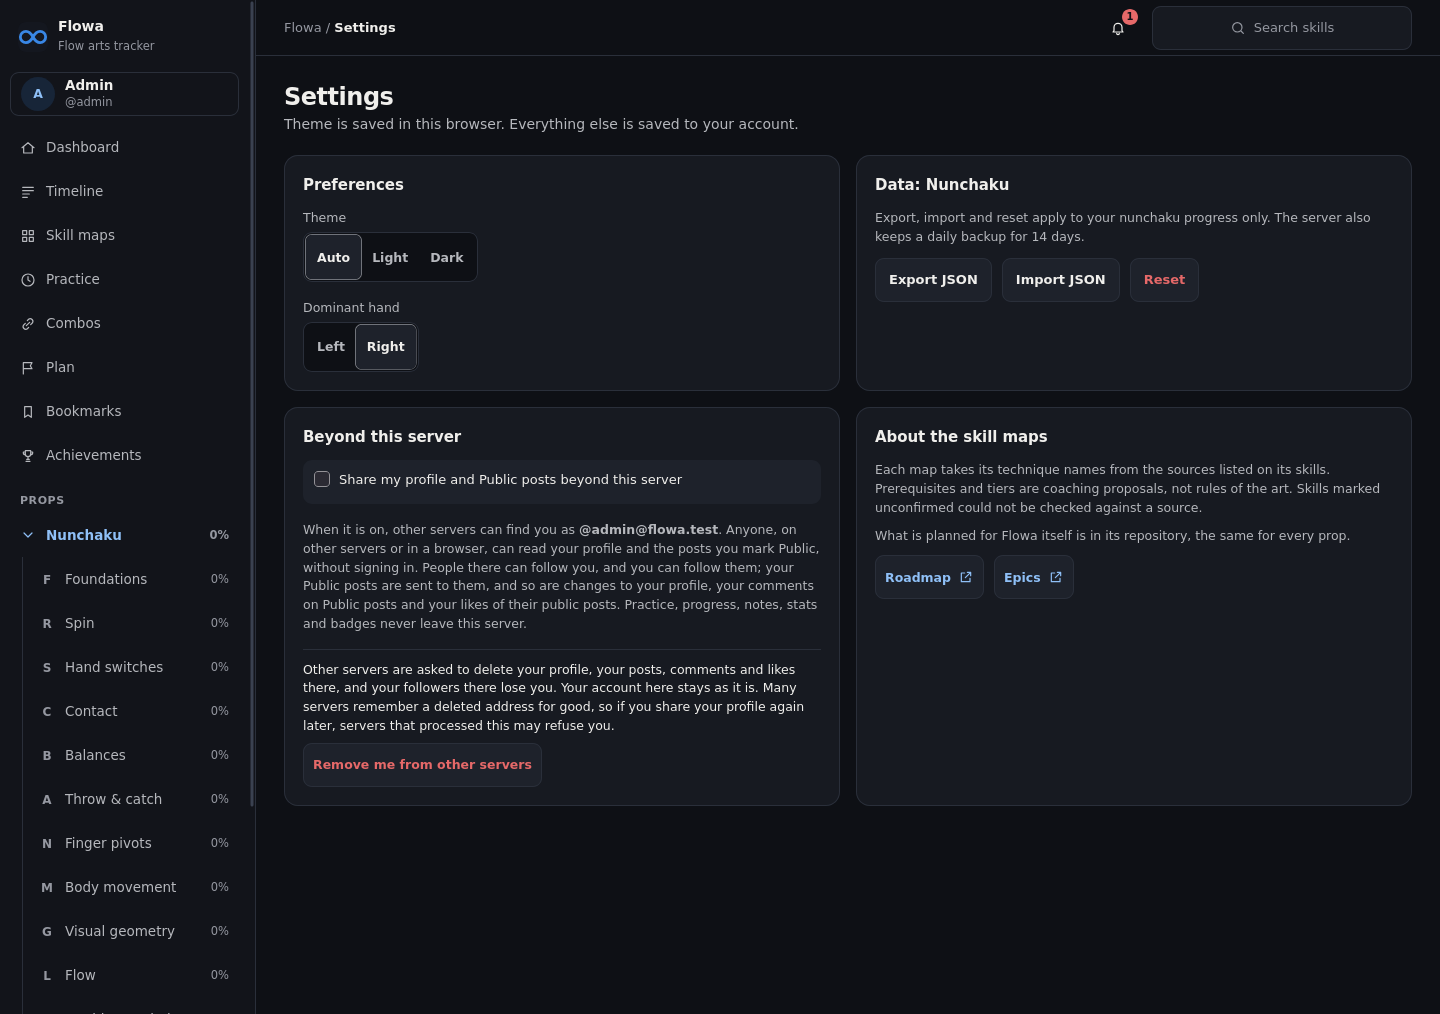 Flowa
Flow arts tracker
A
Admin
@admin
Dashboard
Timeline
Skill maps
Practice
Combos
Plan
Bookmarks
Achievements
PROPS
Nunchaku 0%
F Foundations 0%
R Spin 0%
S Hand switches 0%
C Contact 0%
B Balances 0%
A Throw & catch 0%
N Finger pivots 0%
M Body movement 0%
G Visual geometry 0%
L Flow 0%
Flowa / Settings
1
Search skills
Settings
Theme is saved in this browser. Everything else is saved to your account.
Preferences
Theme
Auto Light Dark
Dominant hand
Left Right
Data: Nunchaku
Export, import and reset apply to your nunchaku progress only. The server also
keeps a daily backup for 14 days.
Export JSON Import JSON Reset
Beyond this server
Share my profile and Public posts beyond this server
When it is on, other servers can find you as @admin@flowa.test. Anyone, on
other servers or in a browser, can read your profile and the posts you mark Public,
without signing in. People there can follow you, and you can follow them; your
Public posts are sent to them, and so are changes to your profile, your comments
on Public posts and your likes of their public posts. Practice, progress, notes, stats
and badges never leave this server.
Other servers are asked to delete your profile, your posts, comments and likes
there, and your followers there lose you. Your account here stays as it is. Many
servers remember a deleted address for good, so if you share your profile again
later, servers that processed this may refuse you.
Remove me from other servers
About the skill maps
Each map takes its technique names from the sources listed on its skills.
Prerequisites and tiers are coaching proposals, not rules of the art. Skills marked
unconfirmed could not be checked against a source.
What is planned for Flowa itself is in its repository, the same for every prop.
Roadmap Epics